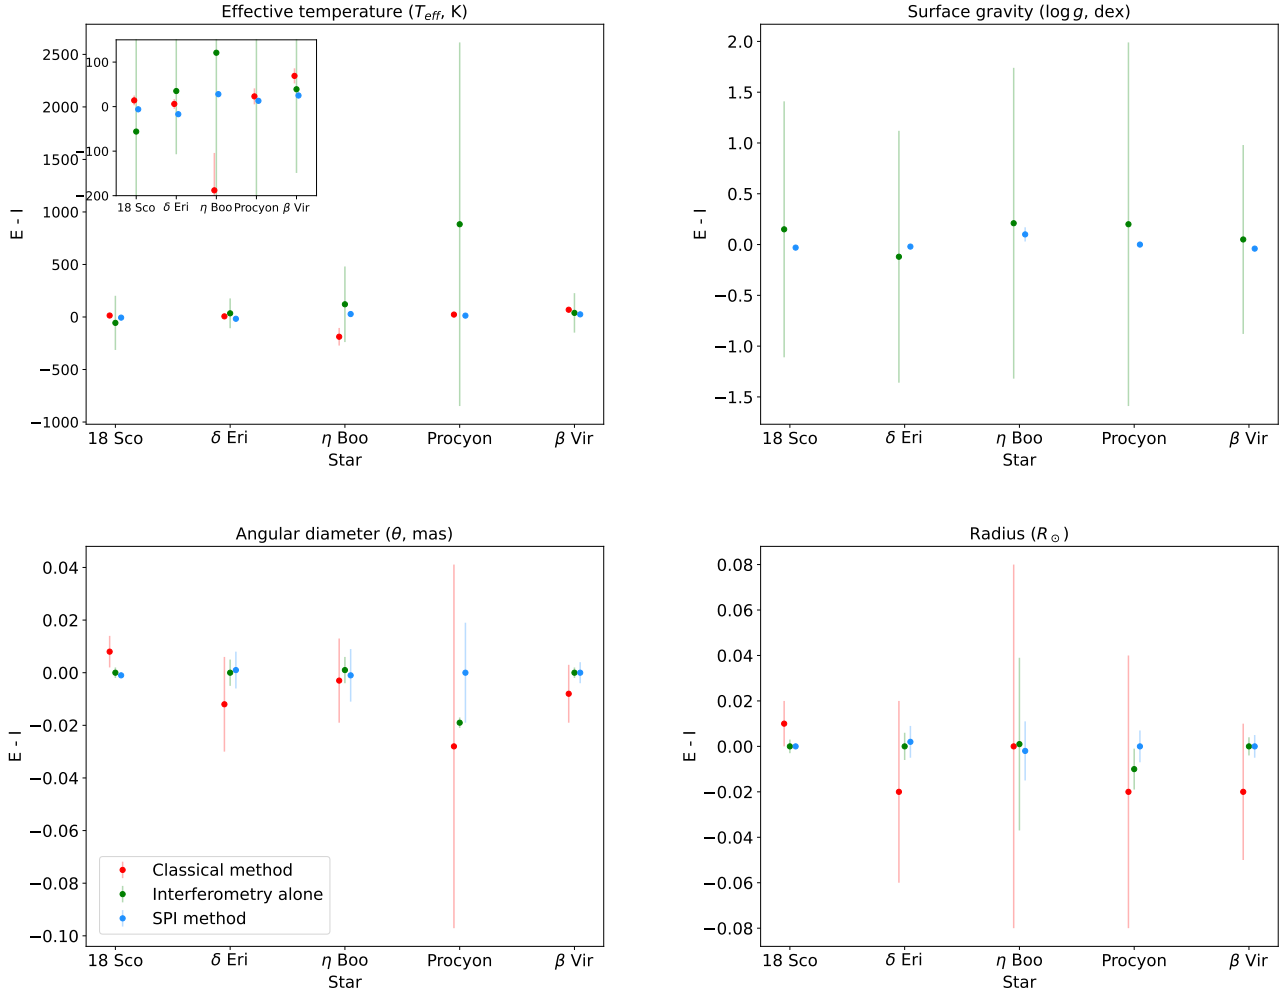 Effective temperature (T_eff, K)
E - I
2500
2000
1500
1000
500
0
−500
−1000
100
0
−100
−200
18 Sco δ Eri η Boo Procyon β Vir
18 Sco δ Eri η Boo Procyon β Vir
Star
Surface gravity (log g, dex)
E - I
2.0
1.5
1.0
0.5
0.0
−0.5
−1.0
−1.5
18 Sco δ Eri η Boo Procyon β Vir
Star
Angular diameter (θ, mas)
E - I
0.04
0.02
0.00
−0.02
−0.04
−0.06
−0.08
−0.10
Classical method
Interferometry alone
SPI method
18 Sco δ Eri η Boo Procyon β Vir
Star
Radius (R_⊙)
E - I
0.08
0.06
0.04
0.02
0.00
−0.02
−0.04
−0.06
−0.08
18 Sco δ Eri η Boo Procyon β Vir
Star